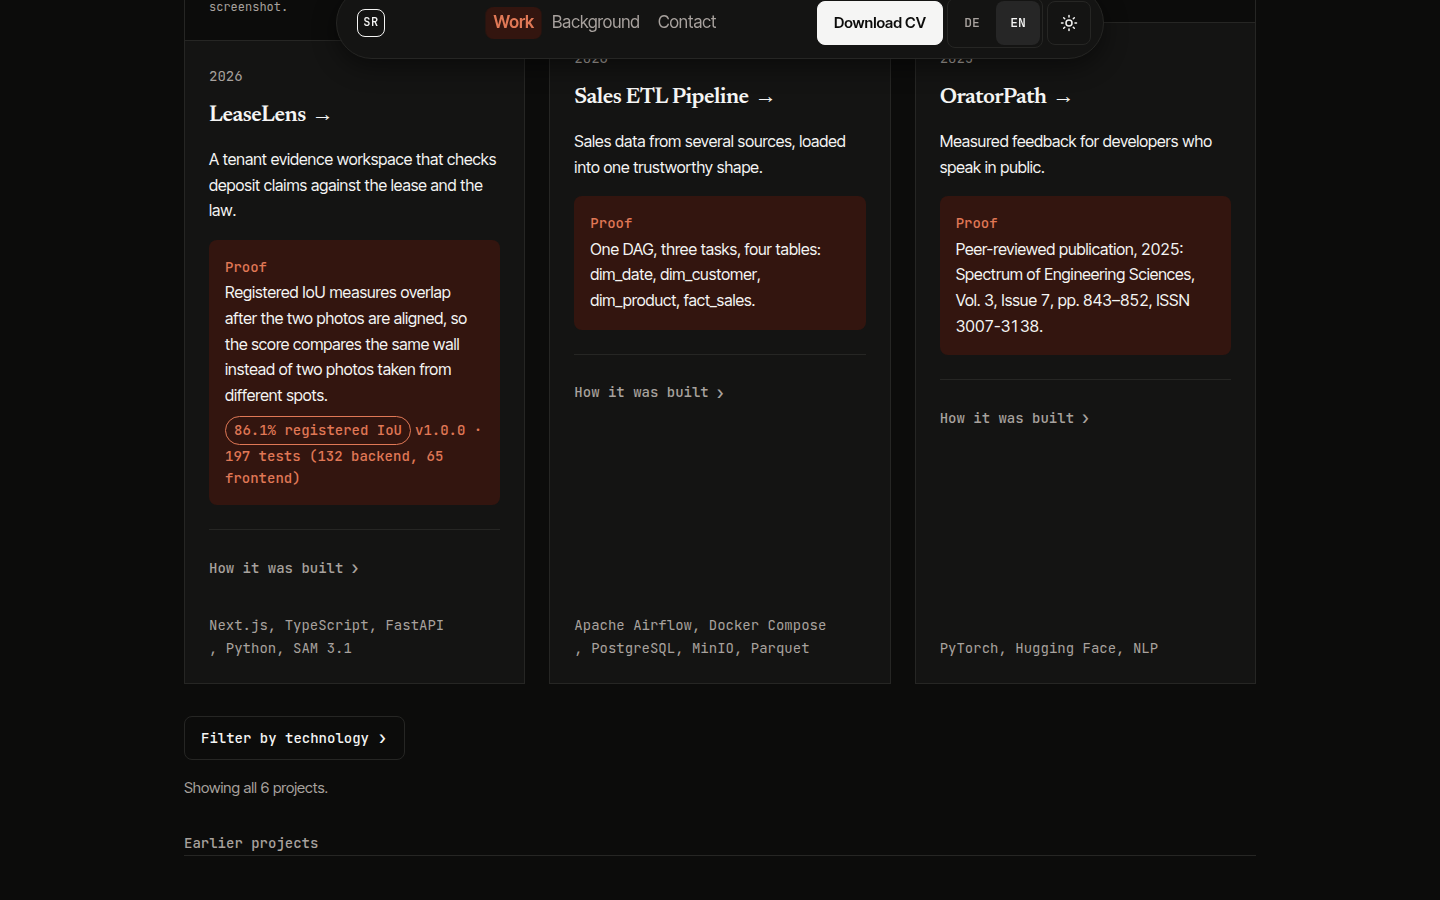 screenshot.
SR
Work Background Contact
Download CV
DE EN
2026
LeaseLens →
A tenant evidence workspace that checks
deposit claims against the lease and the
law.
Proof
Registered IoU measures overlap
after the two photos are aligned, so
the score compares the same wall
instead of two photos taken from
different spots.
86.1% registered IoU v1.0.0 ·
197 tests (132 backend, 65
frontend)
How it was built ›
Next.js, TypeScript, FastAPI
, Python, SAM 3.1
2026
Sales ETL Pipeline →
Sales data from several sources, loaded
into one trustworthy shape.
Proof
One DAG, three tasks, four tables:
dim_date, dim_customer,
dim_product, fact_sales.
How it was built ›
Apache Airflow, Docker Compose
, PostgreSQL, MinIO, Parquet
2025
OratorPath →
Measured feedback for developers who
speak in public.
Proof
Peer-reviewed publication, 2025:
Spectrum of Engineering Sciences,
Vol. 3, Issue 7, pp. 843–852, ISSN
3007-3138.
How it was built ›
PyTorch, Hugging Face, NLP
Filter by technology ›
Showing all 6 projects.
Earlier projects